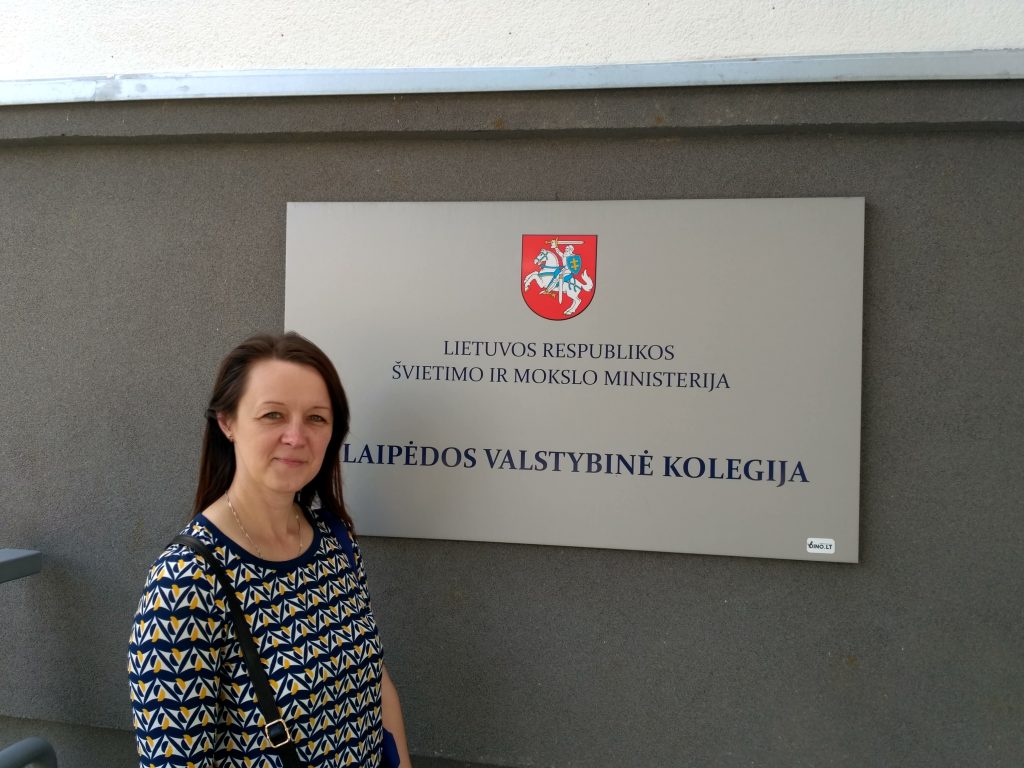 LIETUVOS RESPUBLIKOS
ŠVIETIMO IR MOKSLO MINISTERIJA
LAIPĖDOS VALSTYBINĖ KOLEGIJA